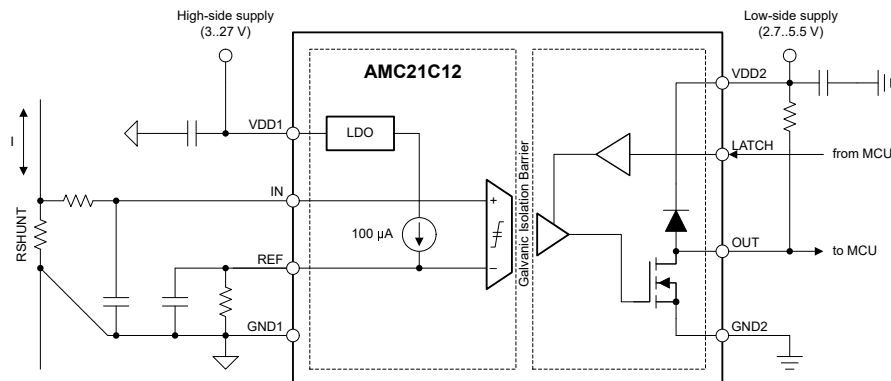 High-side supply
(3..27 V)
Low-side supply
(2.7..5.5 V)
AMC21C12
VDD1
LDO
VDD2
LATCH
from MCU
I
IN
RSHUNT
100 µA
+
−
Galvanic Isolation Barrier
REF
OUT
to MCU
GND1
GND2